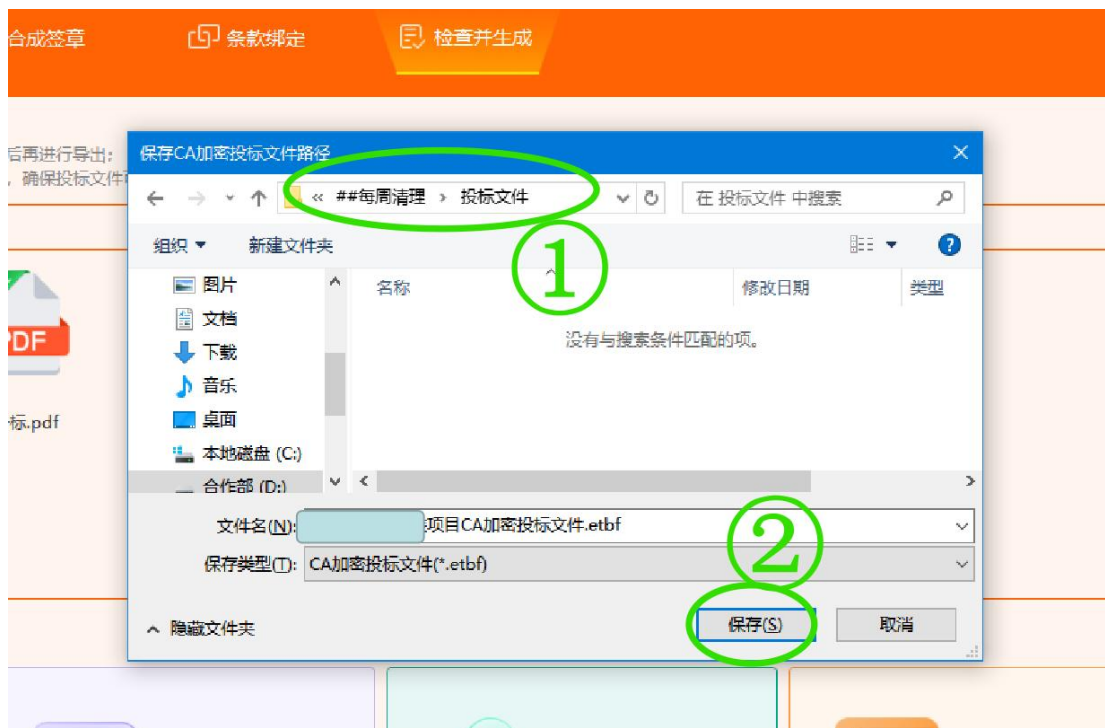 合成签章 条款绑定 检查并生成
后再进行导出;
，确保投标文件
保存CA加密投标文件路径
« ##每周清理 › 投标文件 在 投标文件 中搜索
组织 新建文件夹
①
名称 修改日期 类型
图片
没有与搜索条件匹配的项。
文档
下载
音乐
桌面
本地磁盘 (C:)
合作部 (D:)
PDF
标.pdf
文件名(N): 项目CA加密投标文件.etbf
保存类型(T): CA加密投标文件(*.etbf)
②
隐藏文件夹 保存(S) 取消